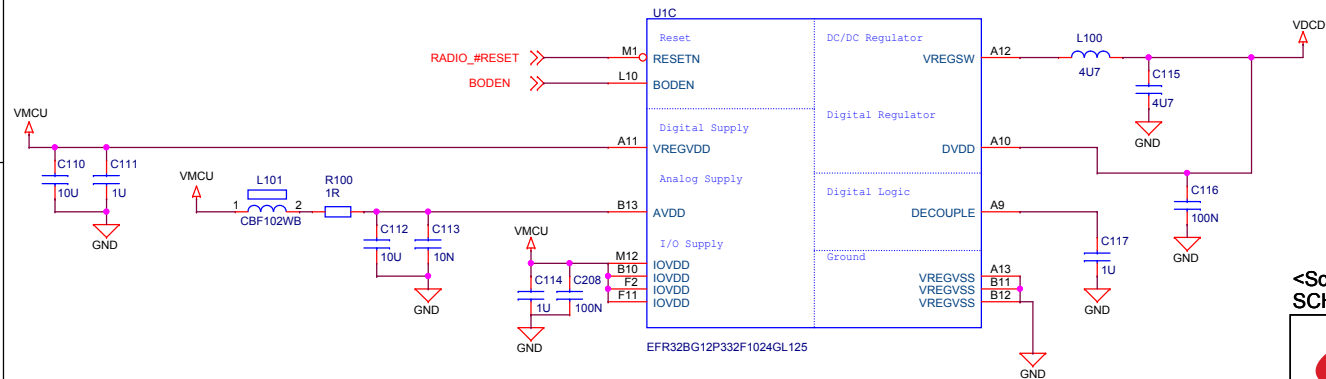 U1C
Reset
RADIO_#RESET
M1
RESETN
BODEN
L10
BODEN
Digital Supply
VMCU
A11
VREGVDD
C110
10U
C111
1U
GND
Analog Supply
VMCU
L101
1
2
CBF102WB
R100
1R
B13
AVDD
C112
10U
C113
10N
GND
I/O Supply
VMCU
M12
IOVDD
B10
IOVDD
F2
IOVDD
F11
IOVDD
C114
1U
C208
100N
GND
DC/DC Regulator
VREGSW
A12
L100
4U7
VDCD
C115
4U7
GND
Digital Regulator
DVDD
A10
C116
100N
GND
Digital Logic
DECOUPLE
A9
C117
1U
GND
Ground
VREGVSS
A13
VREGVSS
B11
VREGVSS
B12
GND
EFR32BG12P332F1024GL125
SCH